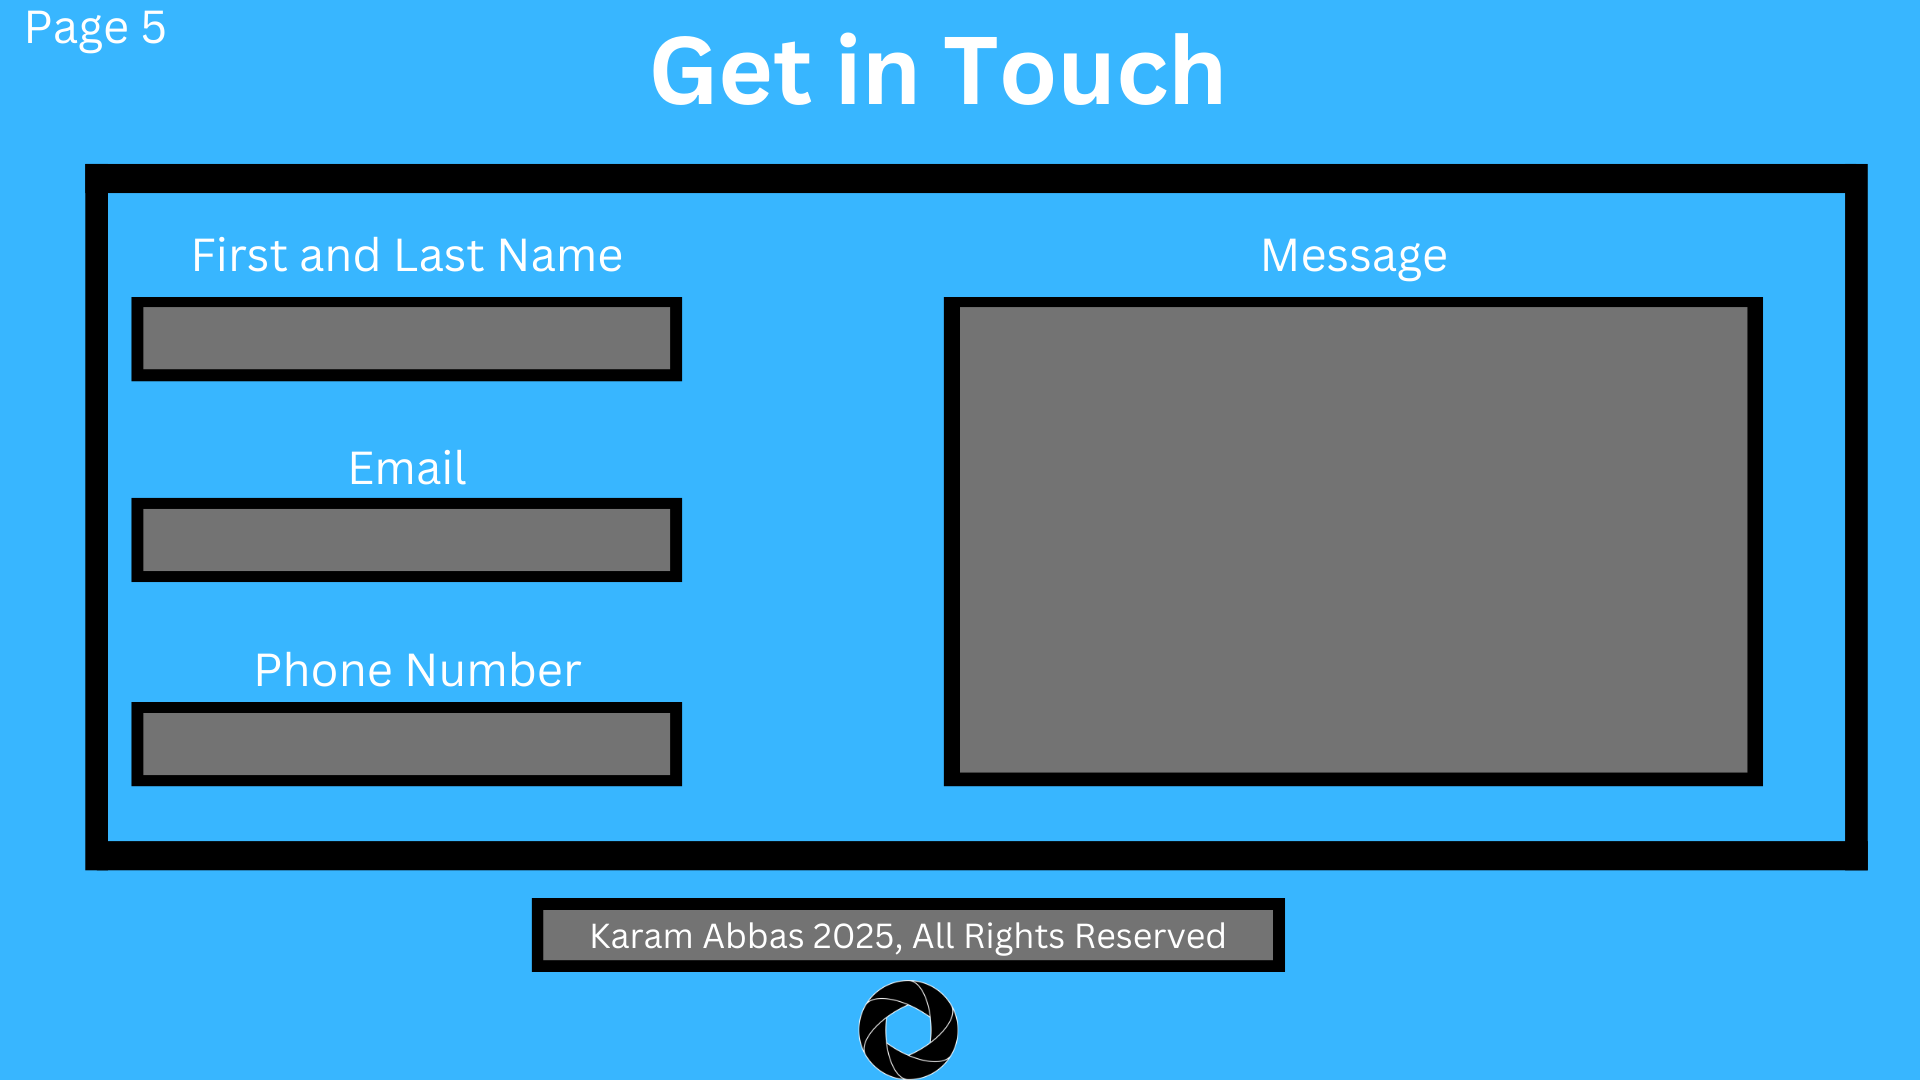 Page 5
Get in Touch
First and Last Name
Message
Email
Phone Number
Karam Abbas 2025, All Rights Reserved